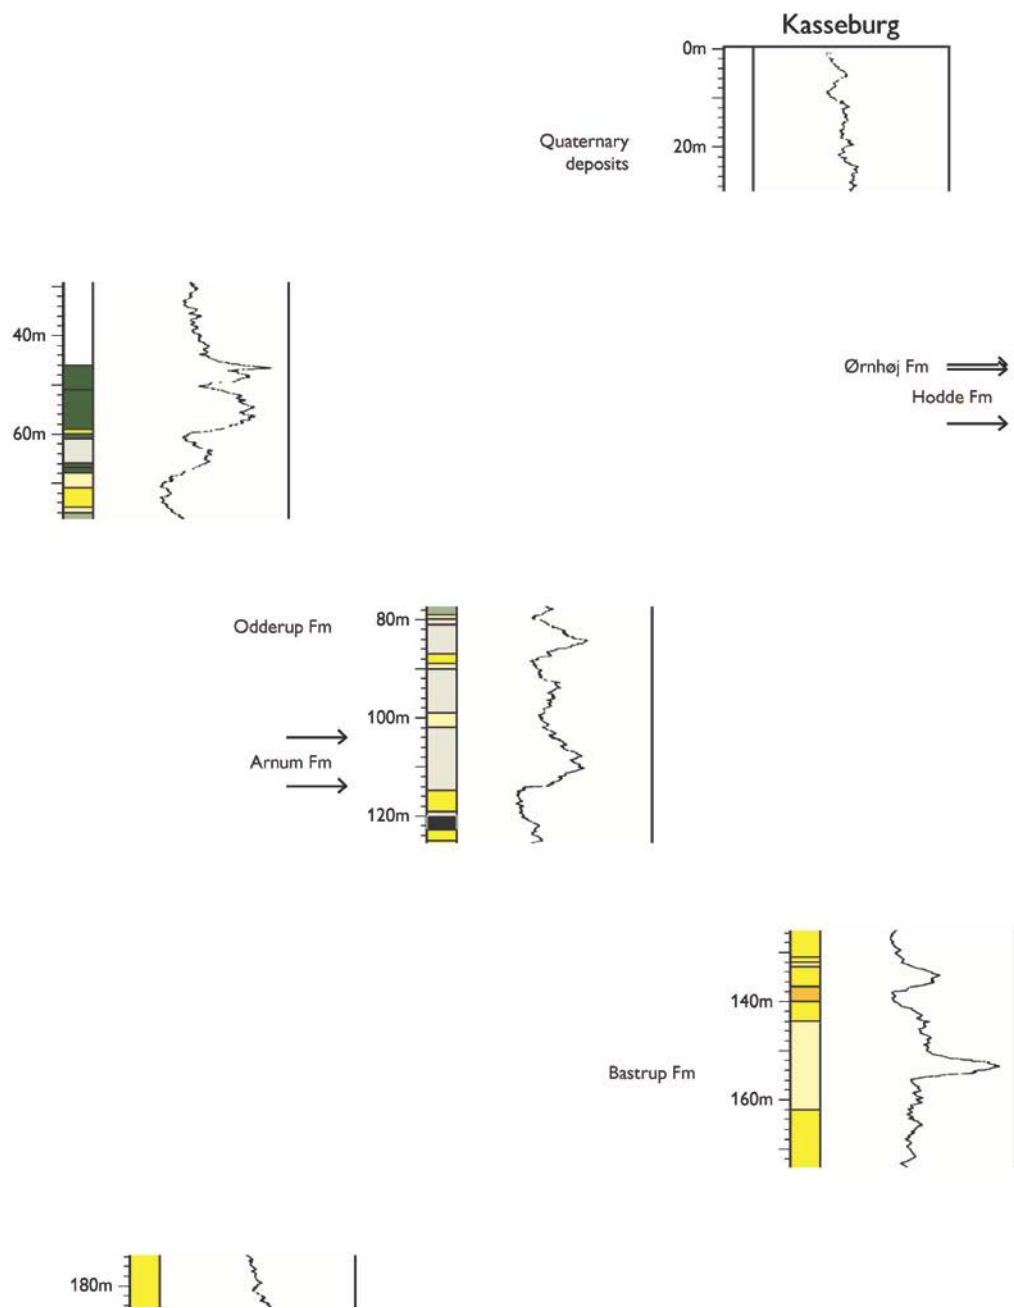 Kasseburg
0m
Quaternary
deposits
20m
40m
Ørnhøj Fm
Hodde Fm
60m
Odderup Fm
80m
100m
Arnum Fm
120m
140m
Bastrup Fm
160m
180m